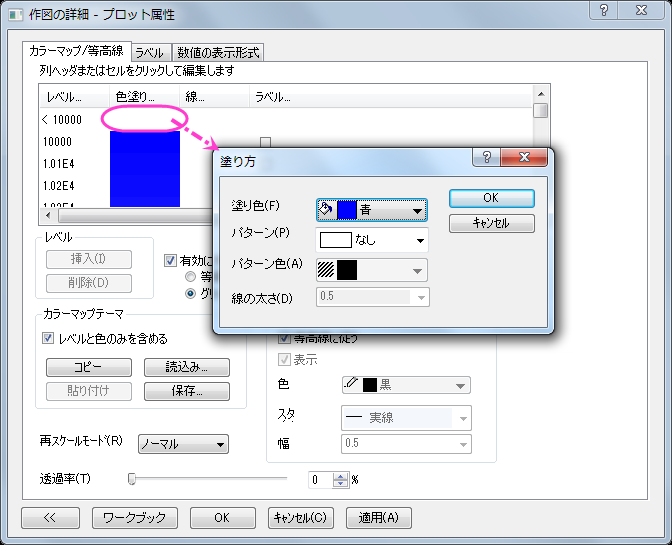 作図の詳細 - プロット属性
カラーマップ/等高線 ラベル 数値の表示形式
列ヘッダまたはセルをクリックして編集します
レベル... 色塗り... 線... ラベル...
< 10000
10000
1.01E4
1.02E4
塗り方
塗り色(F) 青
パターン(P) なし
パターン色(A)
線の太さ(D) 0.5
OK
キャンセル
レベル
挿入(I)
削除(D)
有効に
カラーマップテーマ
レベルと色のみを含める
コピー 読込み...
貼り付け 保存...
等高線に従う
表示
色 黒
スタ 実線
幅 0.5
再スケールモード(R) ノーマル
透過率(T) 0 %
<< ワークブック OK キャンセル(C) 適用(A)